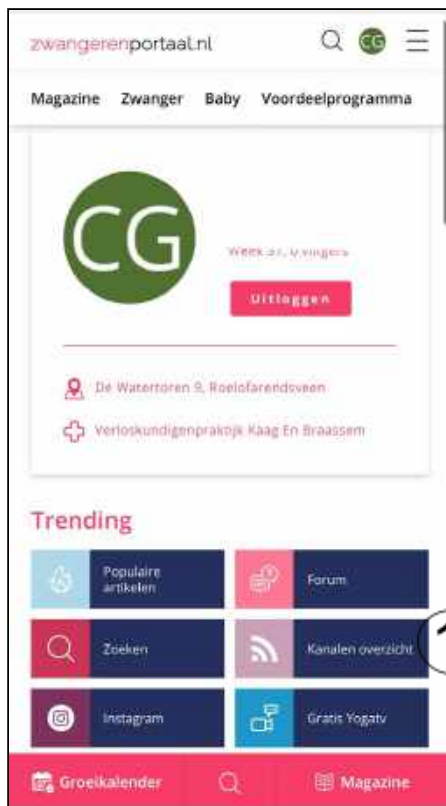 zwangerenportaal.nl CG
Magazine Zwanger Baby Voordeelprogramma
CG
Week
Uitloggen
De Watertoren 9, Roelofarendsveen
Verloskundigenpraktijk Kaag En Braassem
Trending
Populaire
artikelen
Forum
Zoeken
Kanalen overzicht
Instagram
Gratis Yogatv
Groeikalender
Magazine